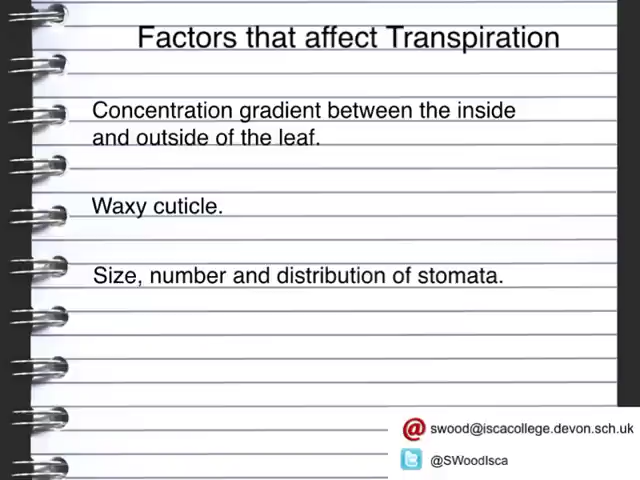 Factors that affect Transpiration
Concentration gradient between the inside
and outside of the leaf.
Waxy cuticle.
Size, number and distribution of stomata.
@ swood@iscacollege.devon.sch.uk
@SWoodIsca